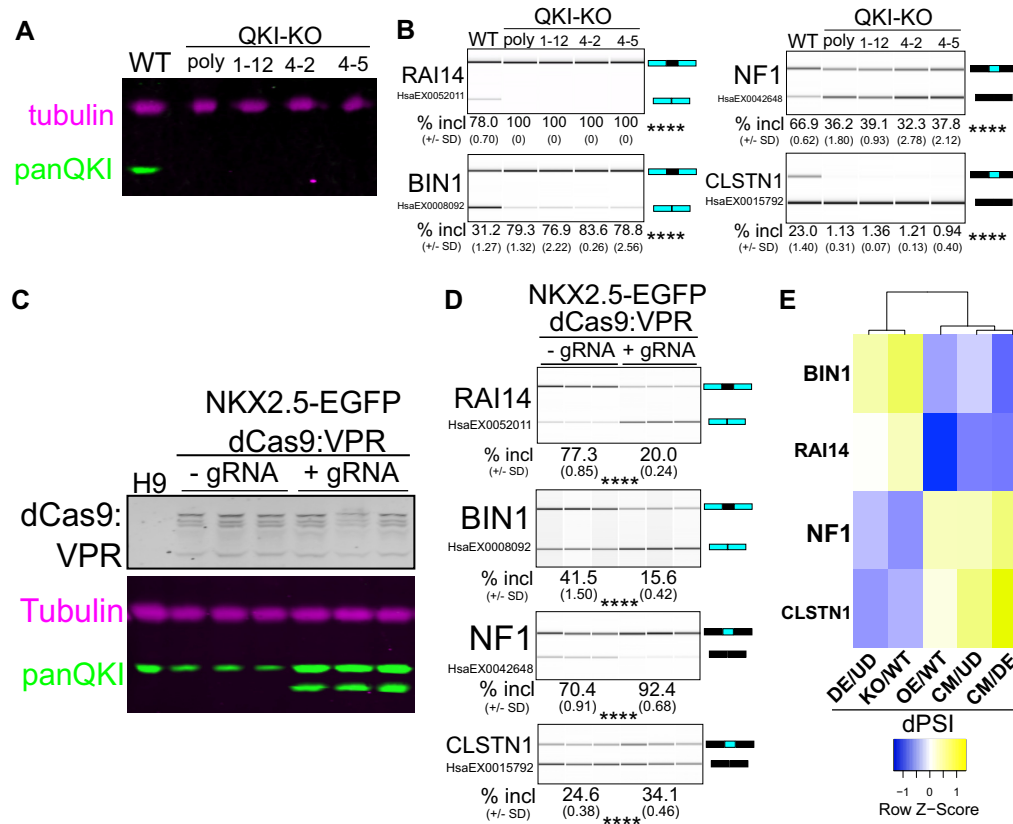 A
QKI-KO
WT poly 1-12 4-2 4-5
tubulin
panQKI
B
QKI-KO
WT poly 1-12 4-2 4-5
RAI14
HsaEX0052011
% incl 78.0 100 100 100 100 ****
(+/- SD) (0.70) (0) (0) (0) (0)
BIN1
HsaEX0008092
% incl 31.2 79.3 76.9 83.6 78.8 ****
(+/- SD) (1.27) (1.32) (2.22) (0.26) (2.56)
QKI-KO
WT poly 1-12 4-2 4-5
NF1
HsaEX0042648
% incl 66.9 36.2 39.1 32.3 37.8 ****
(+/- SD) (0.62) (1.80) (0.93) (2.78) (2.12)
CLSTN1
HsaEX0015792
% incl 23.0 1.13 1.36 1.21 0.94 ****
(+/- SD) (1.40) (0.31) (0.07) (0.13) (0.40)
C
NKX2.5-EGFP
dCas9:VPR
H9 - gRNA + gRNA
dCas9:
VPR
Tubulin
panQKI
D
NKX2.5-EGFP
dCas9:VPR
- gRNA + gRNA
RAI14
HsaEX0052011
% incl 77.3 20.0
(+/- SD) (0.85) **** (0.24)
BIN1
HsaEX0008092
% incl 41.5 15.6
(+/- SD) (1.50) **** (0.42)
NF1
HsaEX0042648
% incl 70.4 92.4
(+/- SD) (0.91) **** (0.68)
CLSTN1
HsaEX0015792
% incl 24.6 34.1
(+/- SD) (0.38) **** (0.46)
E
BIN1
RAI14
NF1
CLSTN1
DE/UD KO/WT OE/WT CM/UD CM/DE
dPSI
−1 0 1
Row Z−Score